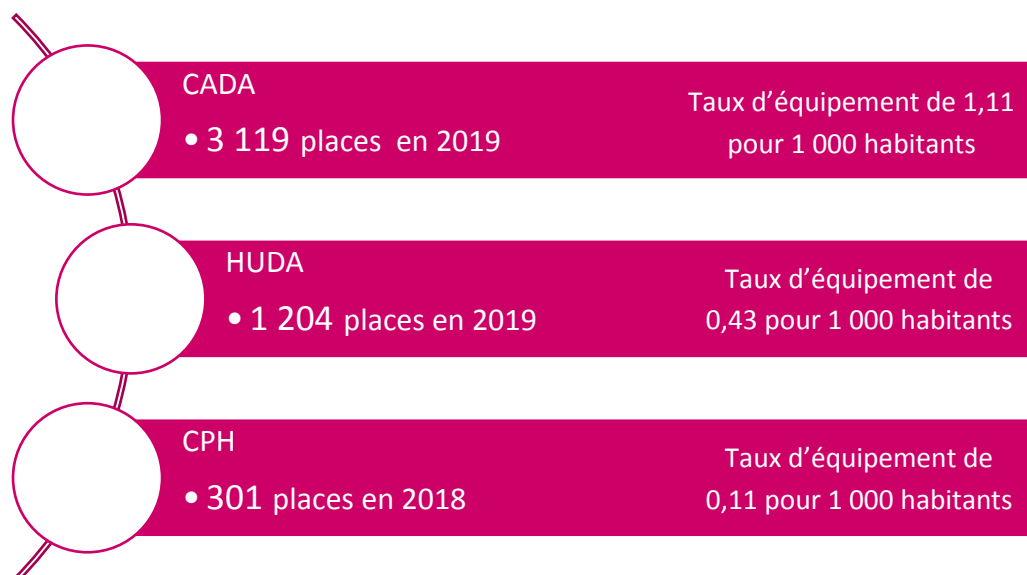 CADA
• 3 119 places en 2019
Taux d'équipement de 1,11
pour 1 000 habitants
HUDA
• 1 204 places en 2019
Taux d'équipement de
0,43 pour 1 000 habitants
CPH
• 301 places en 2018
Taux d'équipement de
0,11 pour 1 000 habitants